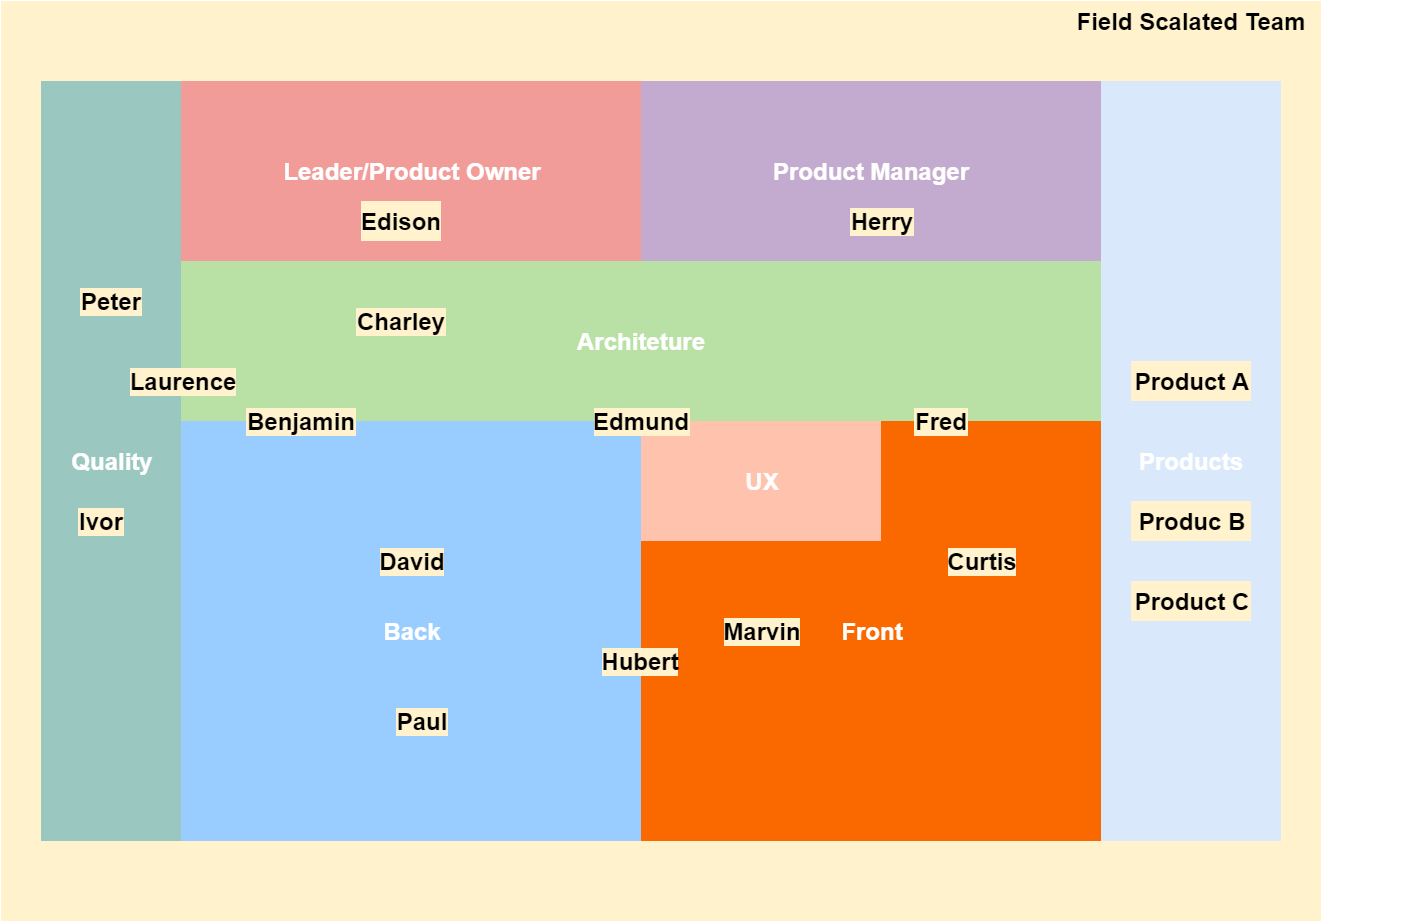 Field Scalated Team
Leader/Product Owner
Product Manager
Edison
Herry
Peter
Charley
Architeture
Laurence
Product A
Benjamin
Edmund
Fred
Quality
Products
UX
Ivor
Produc B
David
Curtis
Product C
Back
Marvin
Front
Hubert
Paul